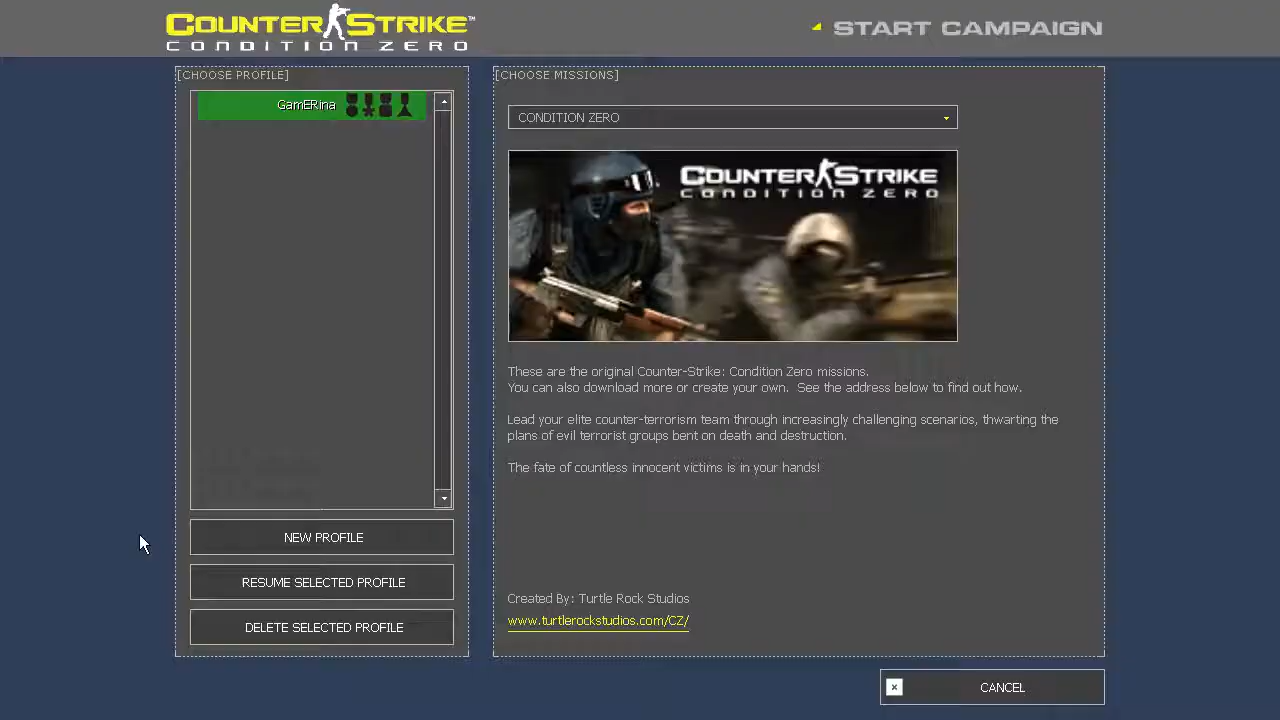 COUNTER STRIKE™
CONDITION ZERO
START CAMPAIGN
[CHOOSE PROFILE]
GamERina
NEW PROFILE
RESUME SELECTED PROFILE
DELETE SELECTED PROFILE
[CHOOSE MISSIONS]
CONDITION ZERO
COUNTER STRIKE
CONDITION ZERO
These are the original Counter-Strike: Condition Zero missions.
You can also download more or create your own.  See the address below to find out how.
Lead your elite counter-terrorism team through increasingly challenging scenarios, thwarting the
plans of evil terrorist groups bent on death and destruction.
The fate of countless innocent victims is in your hands!
Created By: Turtle Rock Studios
www.turtlerockstudios.com/CZ/
CANCEL